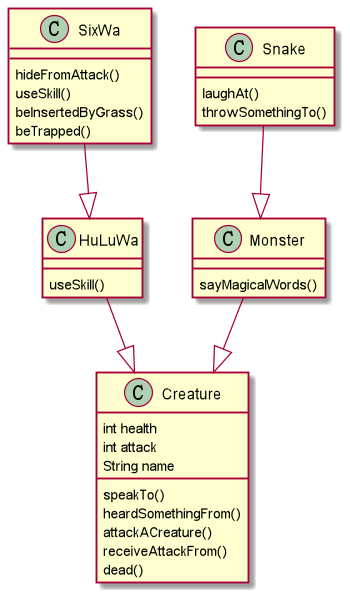 C SixWa
hideFromAttack()
useSkill()
beInsertedByGrass()
beTrapped()
C Snake
laughAt()
throwSomethingTo()
C HuLuWa
useSkill()
C Monster
sayMagicalWords()
C Creature
int health
int attack
String name
speakTo()
heardSomethingFrom()
attackACreature()
receiveAttackFrom()
dead()